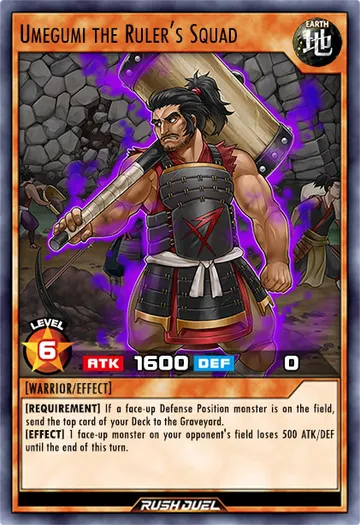 Umegumi the Ruler's Squad
EARTH
地
LEVEL
6
ATK 1600 DEF 0
[WARRIOR/EFFECT]
[REQUIREMENT] If a face-up Defense Position monster is on the field,
send the top card of your Deck to the Graveyard.
[EFFECT] 1 face-up monster on your opponent's field loses 500 ATK/DEF
until the end of this turn.
RUSH DUEL